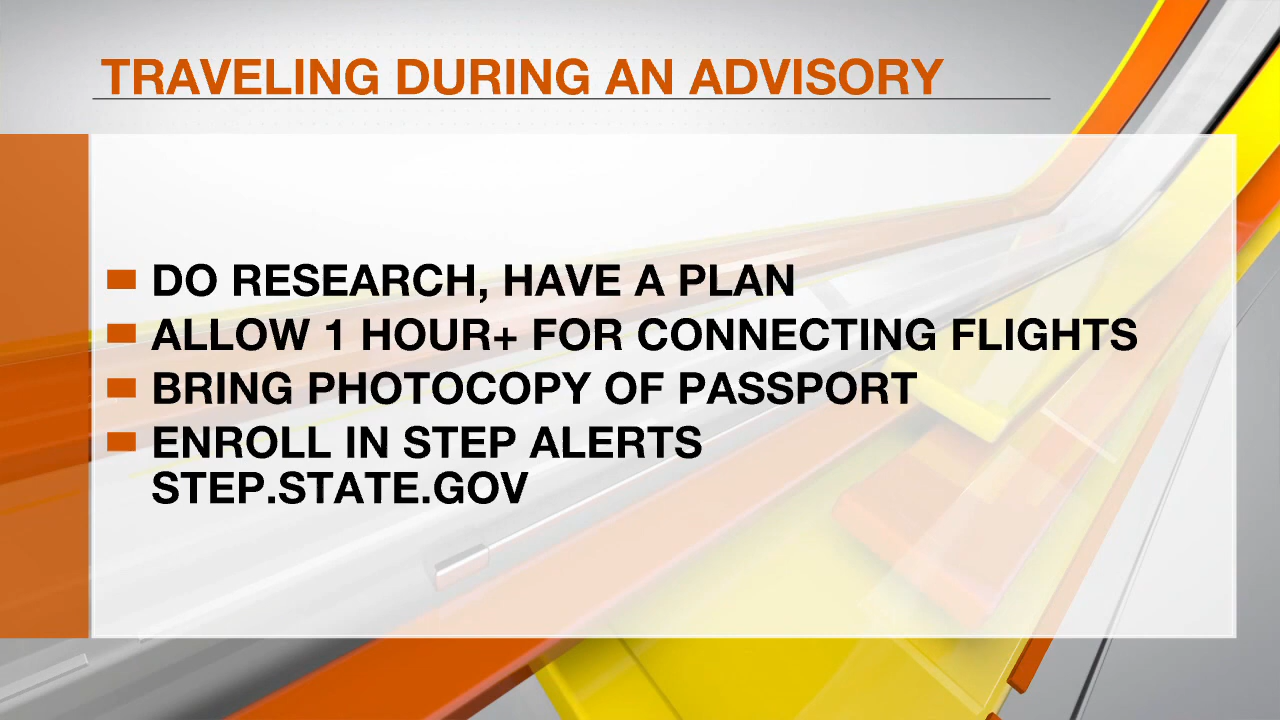 TRAVELING DURING AN ADVISORY
DO RESEARCH, HAVE A PLAN
ALLOW 1 HOUR+ FOR CONNECTING FLIGHTS
BRING PHOTOCOPY OF PASSPORT
ENROLL IN STEP ALERTS
STEP.STATE.GOV